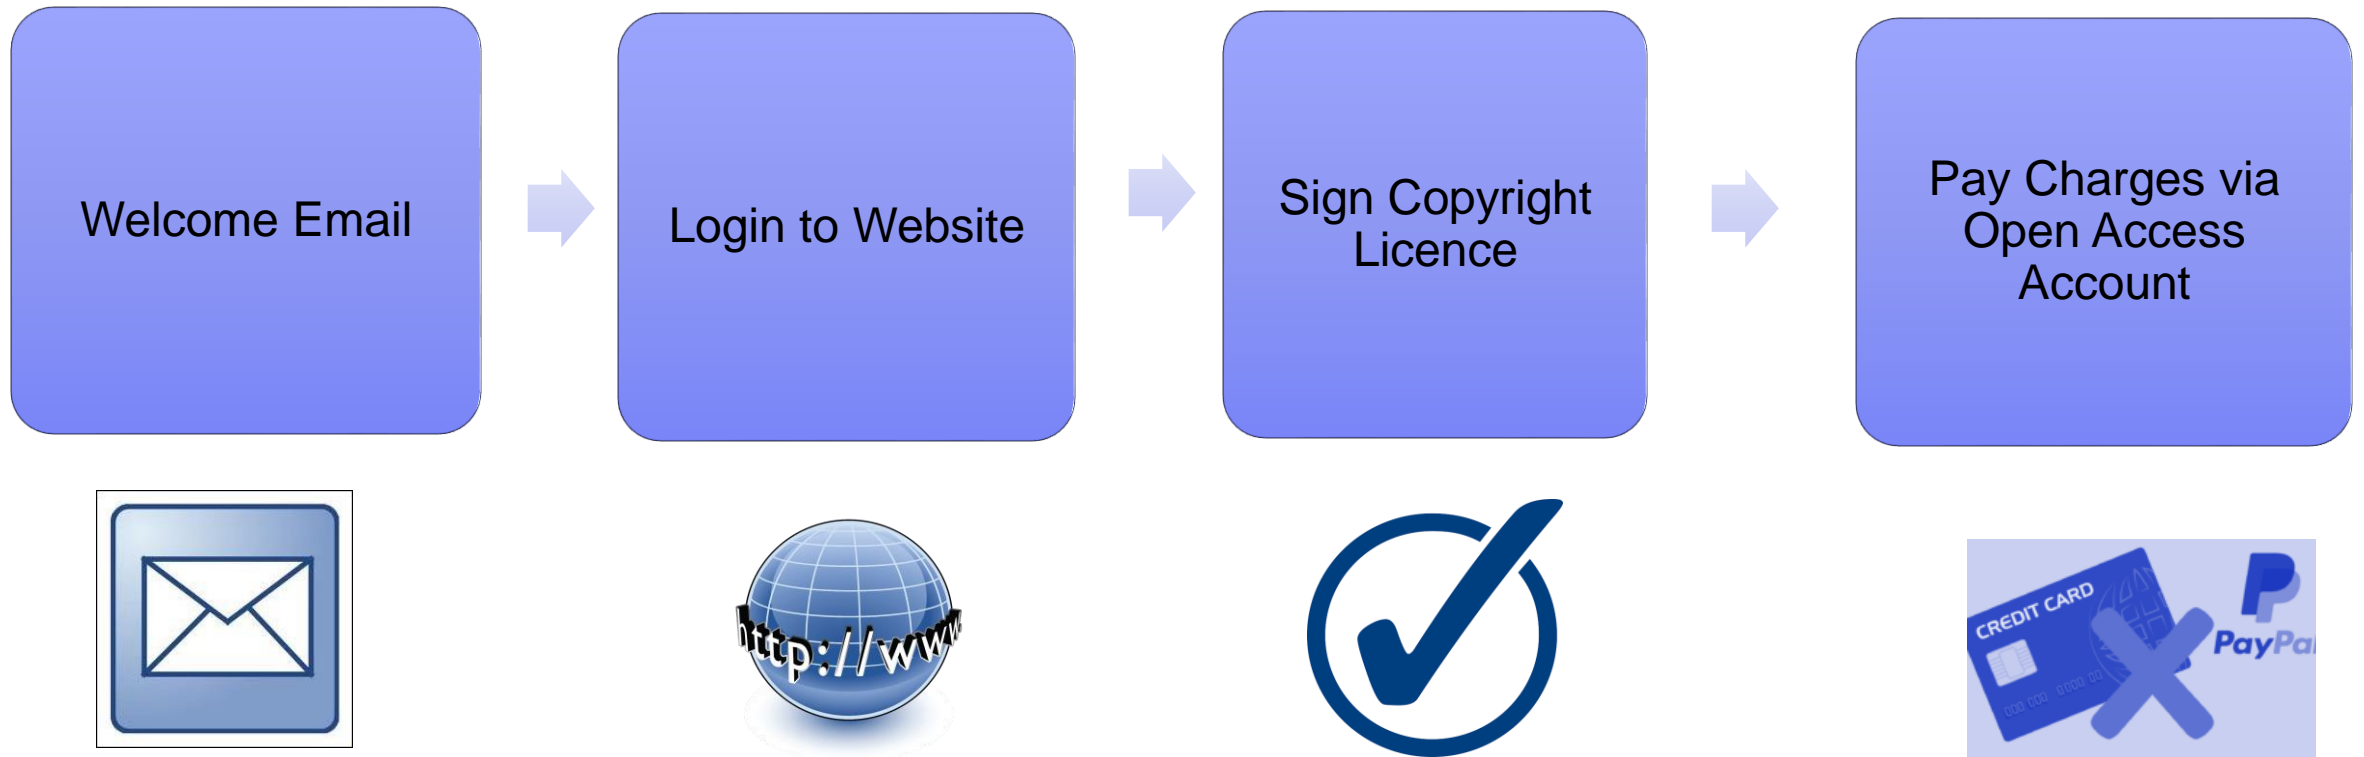 Welcome Email
Login to Website
Sign Copyright
Licence
Pay Charges via
Open Access
Account
http://www.
CREDIT CARD
PayPal